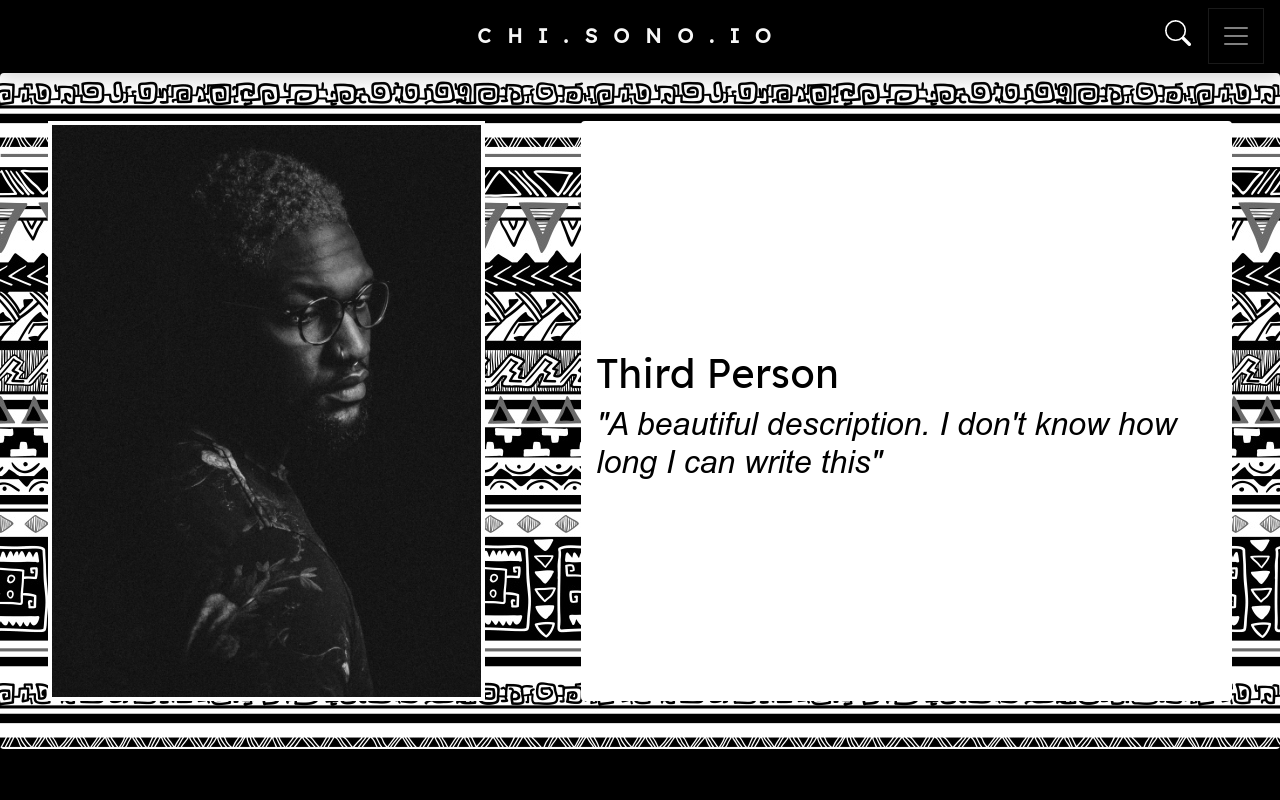 CHI.SONO.IO
Third Person
"A beautiful description. I don't know how
long I can write this"